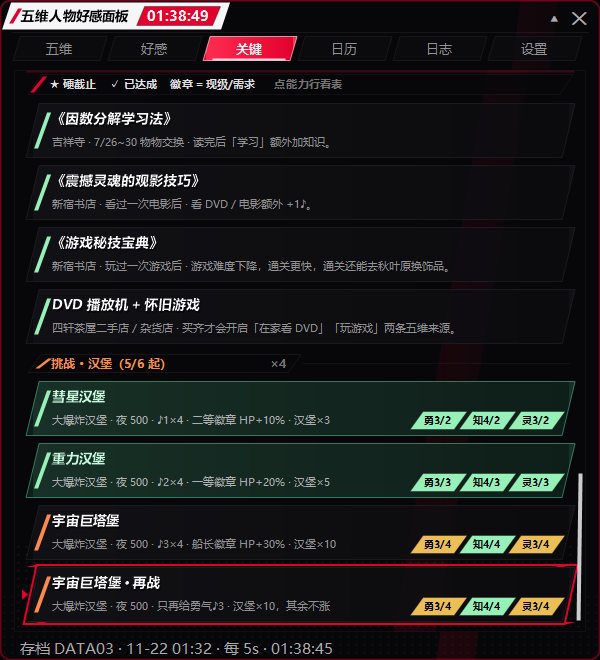 五维人物好感面板 01:38:49
五维 好感 关键 日历 日志 设置
★ 硬截止 ✓ 已达成 徽章 = 现级/需求 点能力行看表
《因数分解学习法》
吉祥寺 · 7/26~30 物物交换 · 读完后「学习」额外加知识。
《震撼灵魂的观影技巧》
新宿书店 · 看过一次电影后 · 看 DVD / 电影额外 +1♪。
《游戏秘技宝典》
新宿书店 · 玩过一次游戏后 · 游戏难度下降，通关更快，通关还能去秋叶原换饰品。
DVD 播放机 + 怀旧游戏
四轩茶屋二手店 / 杂货店 · 买齐才会开启「在家看 DVD」「玩游戏」两条五维来源。
挑战 · 汉堡（5/6 起） ×4
彗星汉堡
大爆炸汉堡 · 夜 500 · ♪1×4 · 二等徽章 HP+10% · 汉堡×3 勇3/2 知4/2 灵3/2
重力汉堡
大爆炸汉堡 · 夜 500 · ♪2×4 · 一等徽章 HP+20% · 汉堡×5 勇3/3 知4/3 灵3/3
宇宙巨塔堡
大爆炸汉堡 · 夜 500 · ♪3×4 · 船长徽章 HP+30% · 汉堡×10 勇3/4 知4/4 灵3/4
宇宙巨塔堡 · 再战
大爆炸汉堡 · 夜 500 · 只再给勇气♪3 · 汉堡×10，其余不涨 勇3/4 知4/4 灵3/4
存档 DATA03 · 11-22 01:32 · 每 5s · 01:38:45